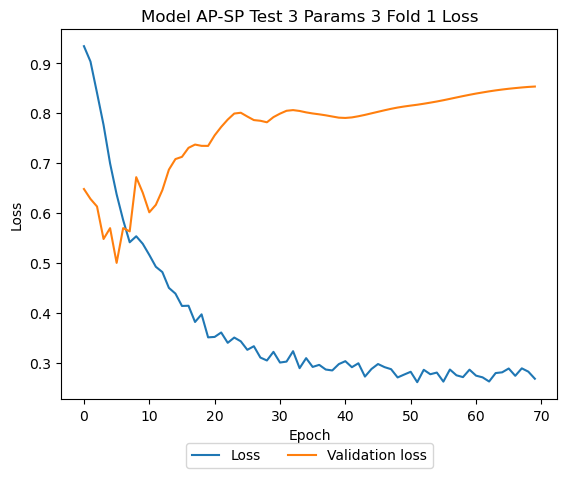 Model AP-SP Test 3 Params 3 Fold 1 Loss
0.9
0.8
0.7
0.6
0.5
0.4
0.3
Loss
0 10 20 30 40 50 60 70
Epoch
Loss Validation loss